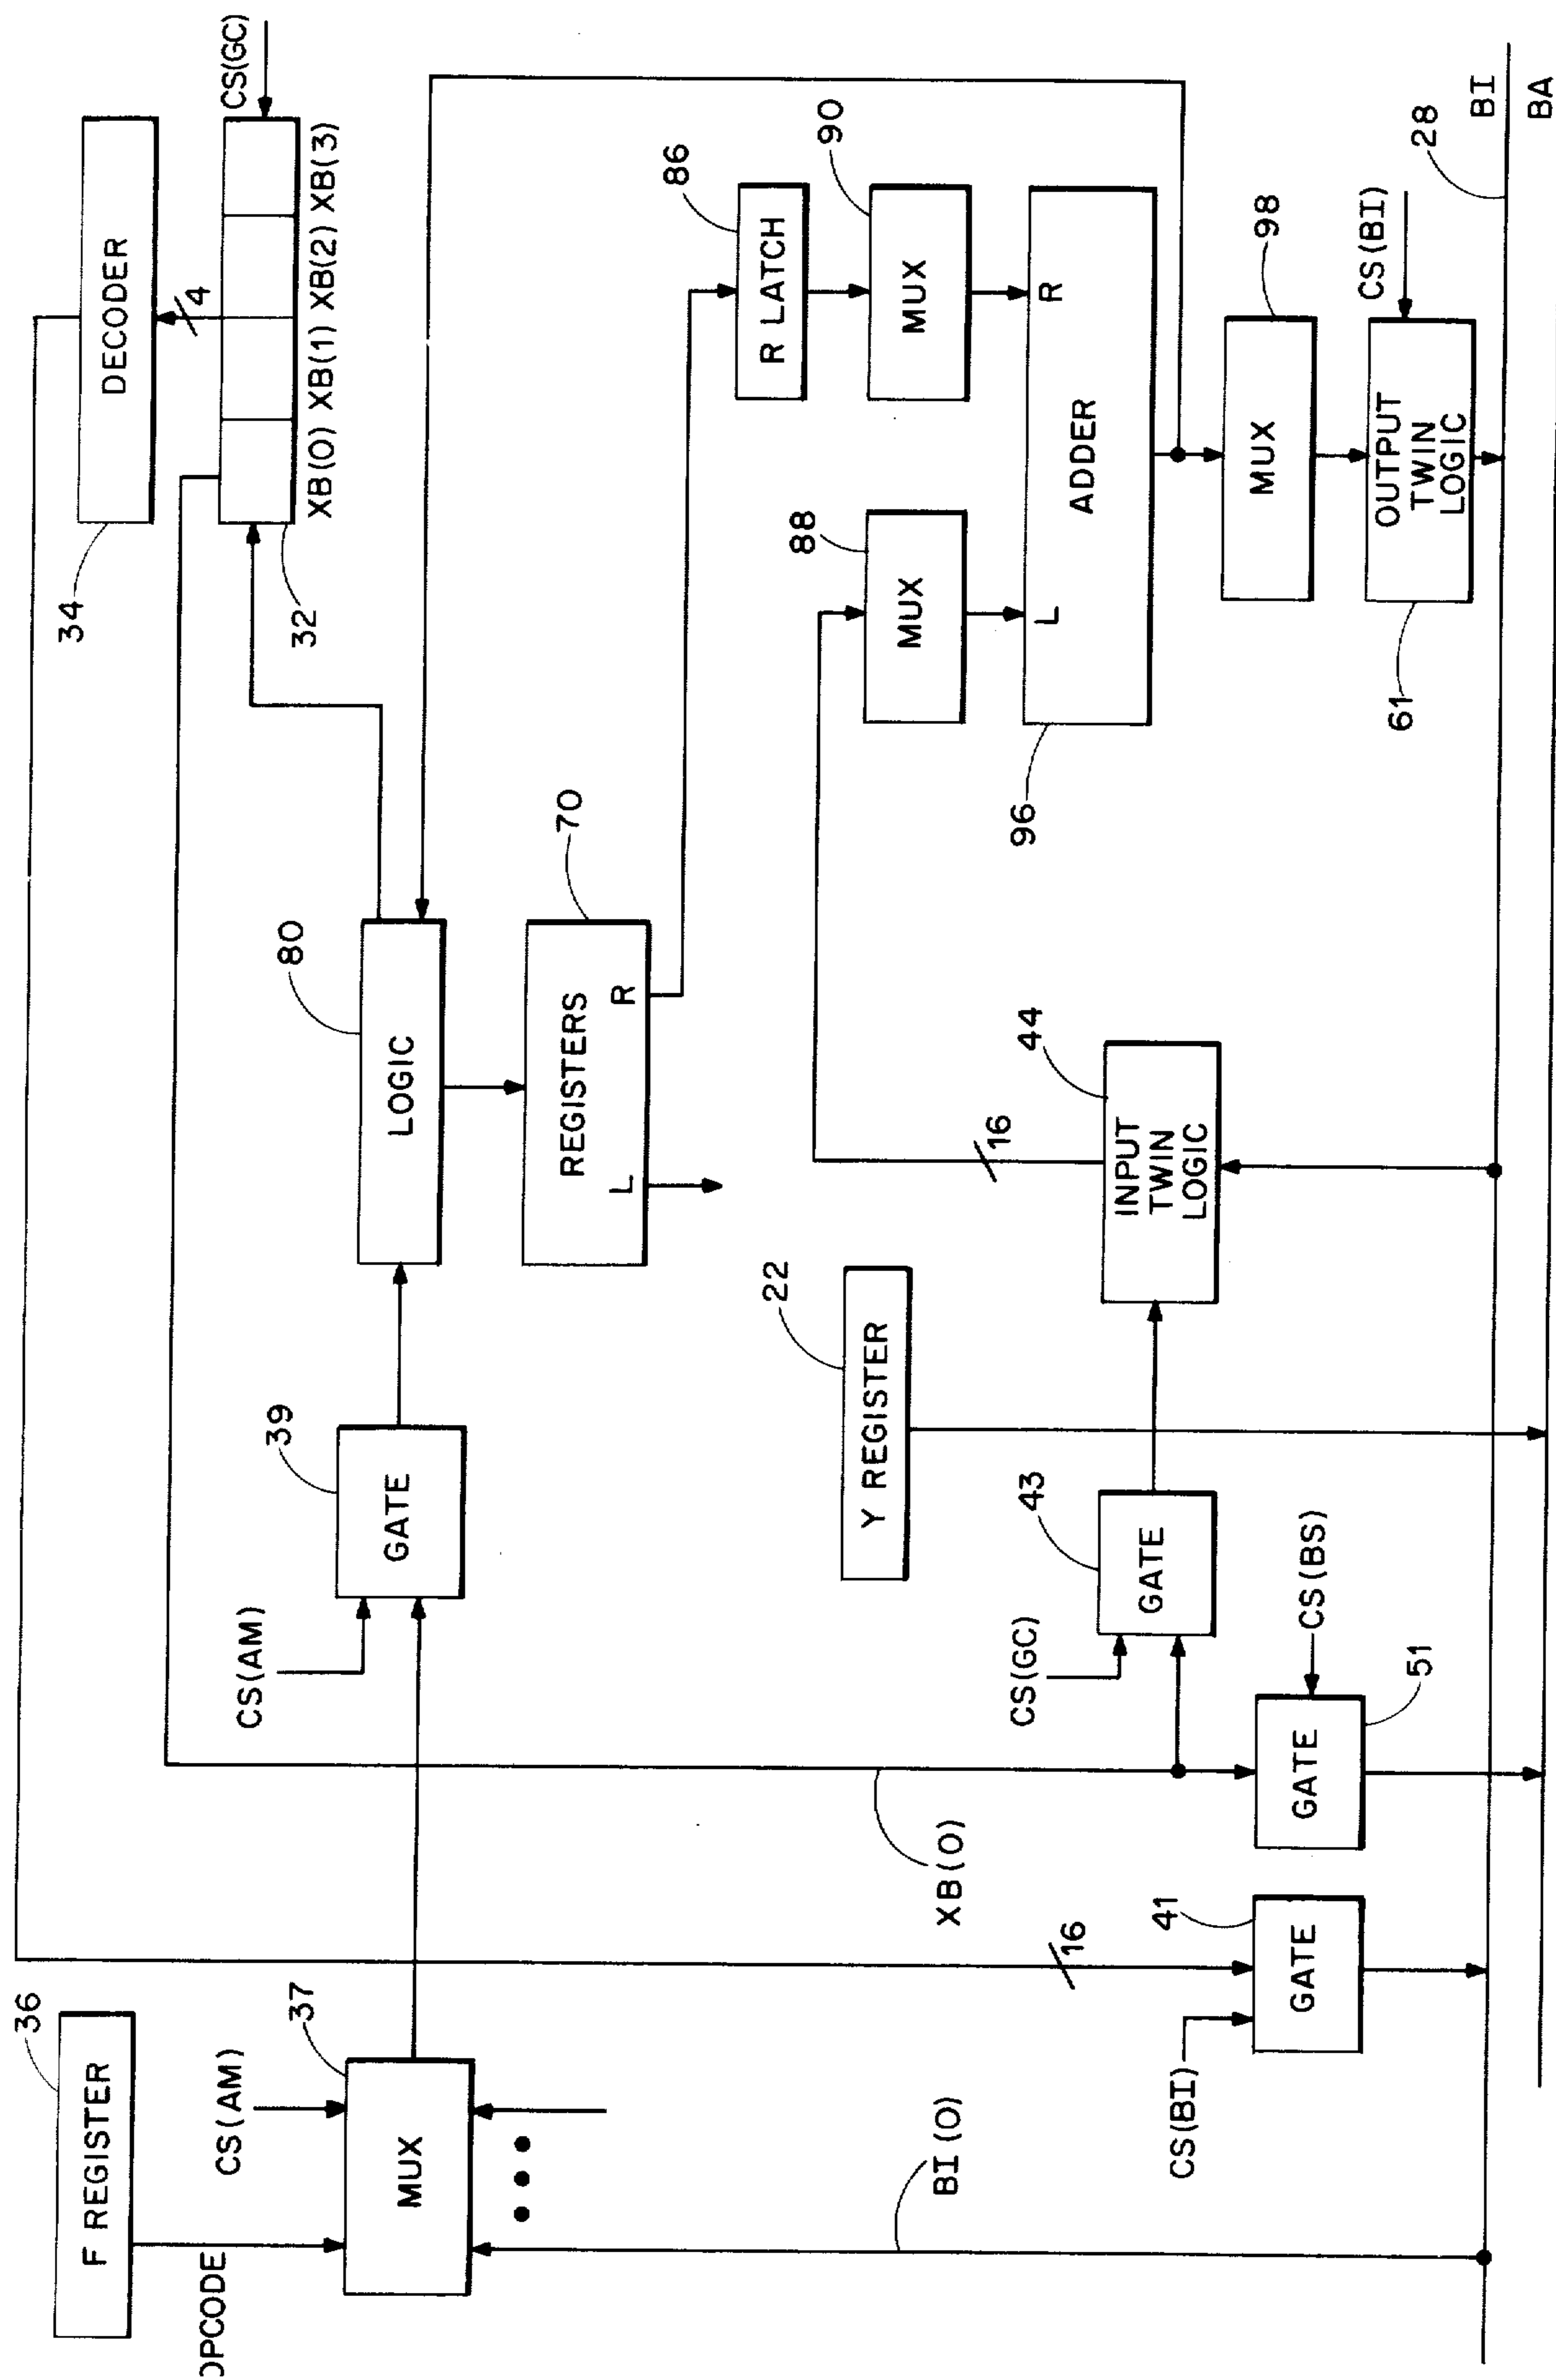 36
F REGISTER
34
DECODER
OPCODE
CS(AM)
4
CS(GC)
CS(AM)
37
39
80
32
XB(0) XB(1) XB(2) XB(3)
MUX
GATE
LOGIC
70
REGISTERS
L
R
86
R LATCH
22
Y REGISTER
88
90
MUX
MUX
BI(0)
XB(0)
16
43
16
44
L
R
CS(GC)
96
ADDER
GATE
INPUT
TWIN
LOGIC
CS(BI)
41
98
MUX
GATE
GATE
CS(BS)
CS(BI)
61
OUTPUT
TWIN
LOGIC
51
28
BI
BA